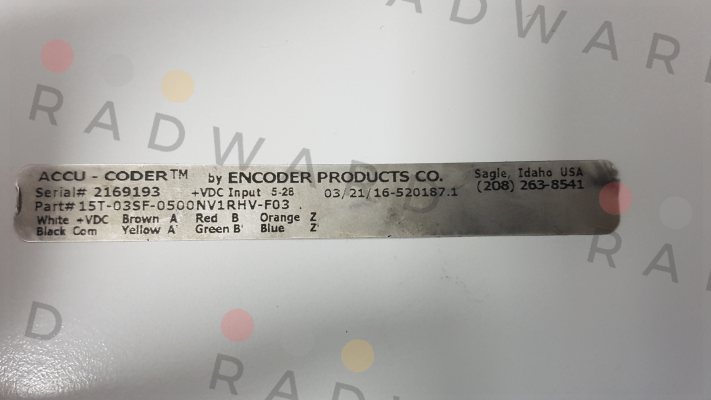 RADWAR
RADWAR
ACCU - CODER™ by ENCODER PRODUCTS CO. Sagle, Idaho USA
Serial# 2169193 +VDC Input 5-28 03/21/16-520187.1 (208) 263-8541
Part# 15T-03SF-0500NV1RHV-F03 .
White +VDC Brown A Red B Orange Z
Black Com Yellow A' Green B' Blue Z'
RA
D
RADWAR